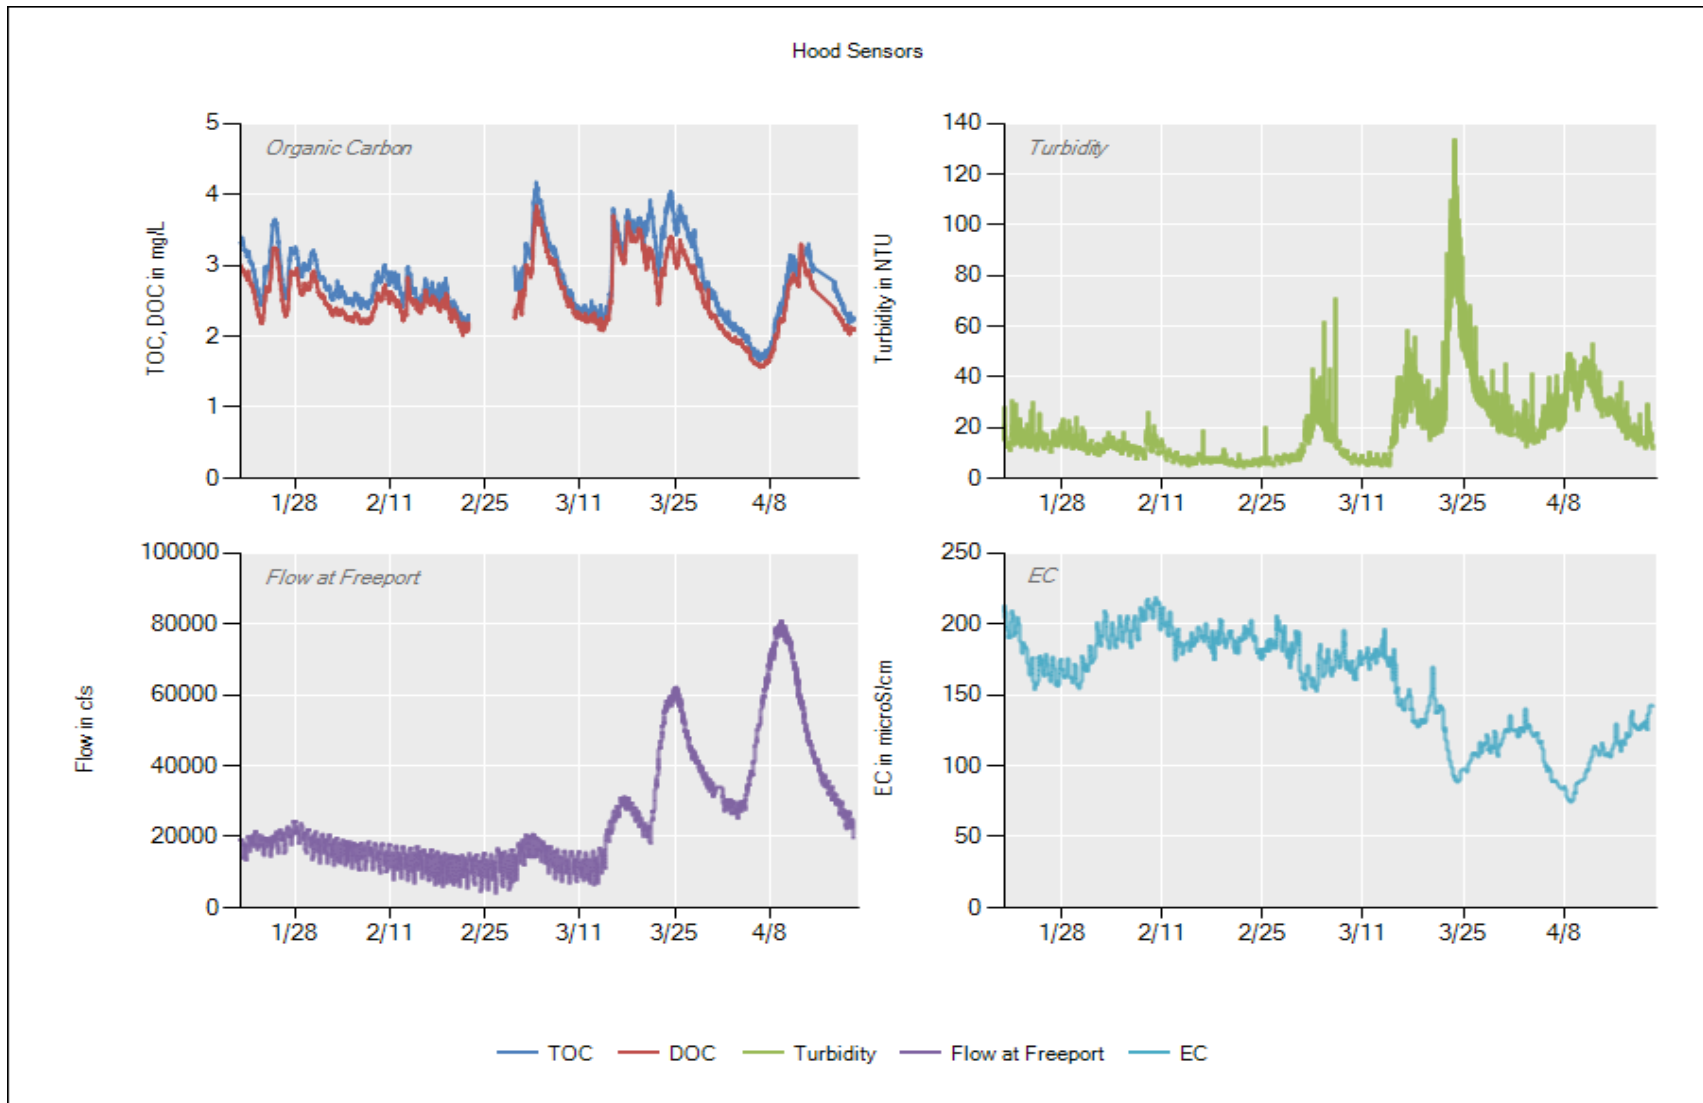 Hood Sensors
Organic Carbon
TOC, DOC in mg/L
5
4
3
2
1
0
1/28 2/11 2/25 3/11 3/25 4/8
Turbidity
Turbidity in NTU
140
120
100
80
60
40
20
0
1/28 2/11 2/25 3/11 3/25 4/8
Flow at Freeport
Flow in cfs
100000
80000
60000
40000
20000
0
1/28 2/11 2/25 3/11 3/25 4/8
EC
EC in microS/cm
250
200
150
100
50
0
1/28 2/11 2/25 3/11 3/25 4/8
TOC DOC Turbidity Flow at Freeport EC